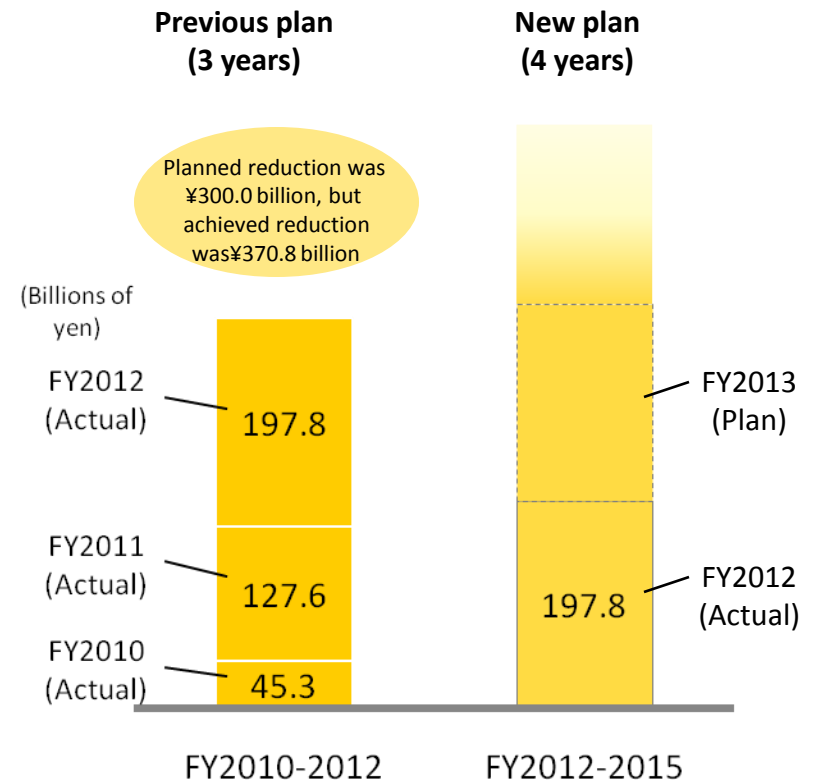 Previous plan
(3 years)
New plan
(4 years)
Planned reduction was
¥300.0 billion, but
achieved reduction
was¥370.8 billion
(Billions of
yen)
FY2012
(Actual)
197.8
FY2011
(Actual)
127.6
FY2010
(Actual)
45.3
FY2013
(Plan)
FY2012
(Actual)
197.8
FY2010-2012
FY2012-2015